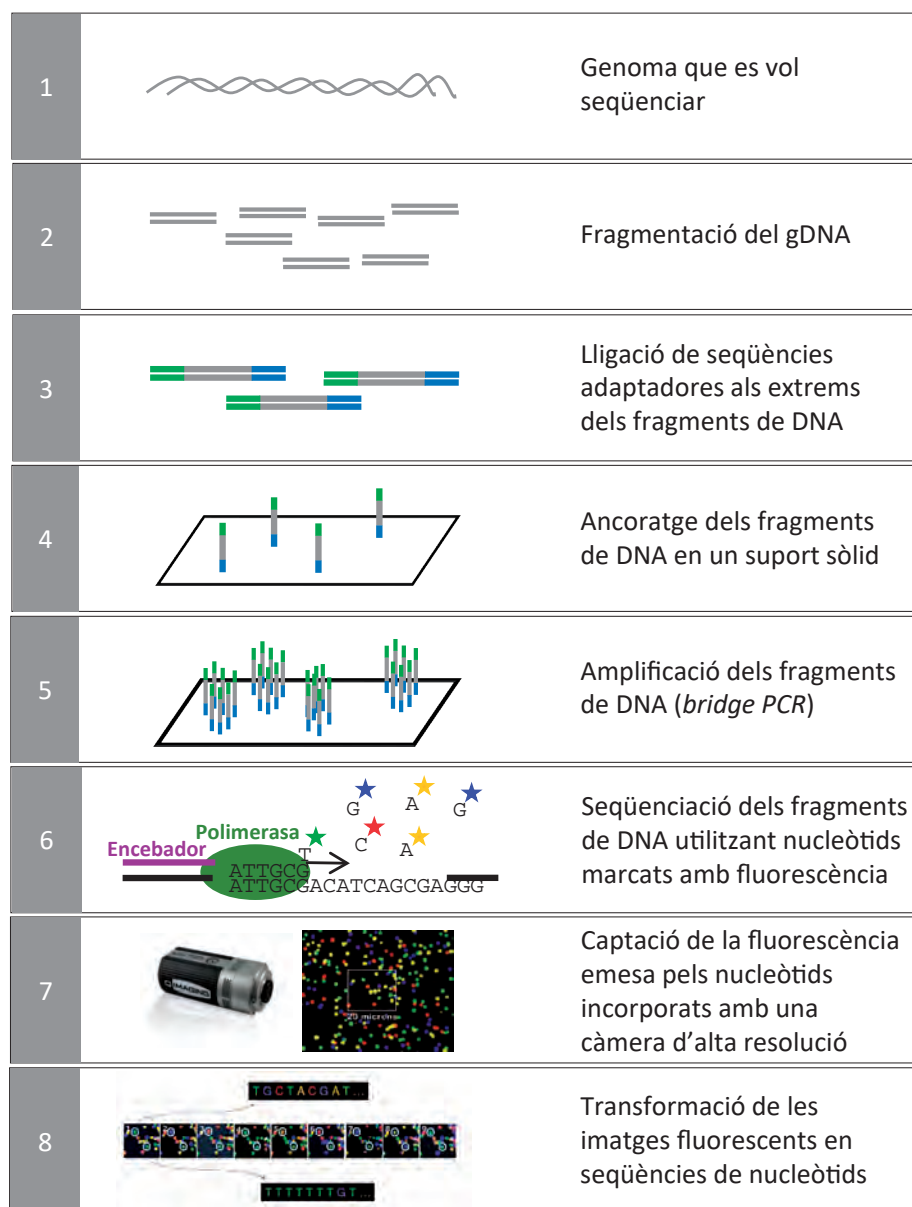 1
Genoma que es vol
seqüenciar
2
Fragmentació del gDNA
3
Lligació de seqüències
adaptadores als extrems
dels fragments de DNA
4
Ancoratge dels fragments
de DNA en un suport sòlid
5
Amplificació dels fragments
de DNA (bridge PCR)
6
G A G
Polimerasa
T C A
Encebador
ATTGCG
ATTGCGACATCAGCGAGGG
Seqüenciació dels fragments
de DNA utilitzant nucleòtids
marcats amb fluorescència
7
Q IMAGING
20 microns
Captació de la fluorescència
emesa pels nucleòtids
incorporats amb una
càmera d’alta resolució
8
TGCTACGAT...
TTTTTTTGT...
Transformació de les
imatges fluorescents en
seqüències de nucleòtids